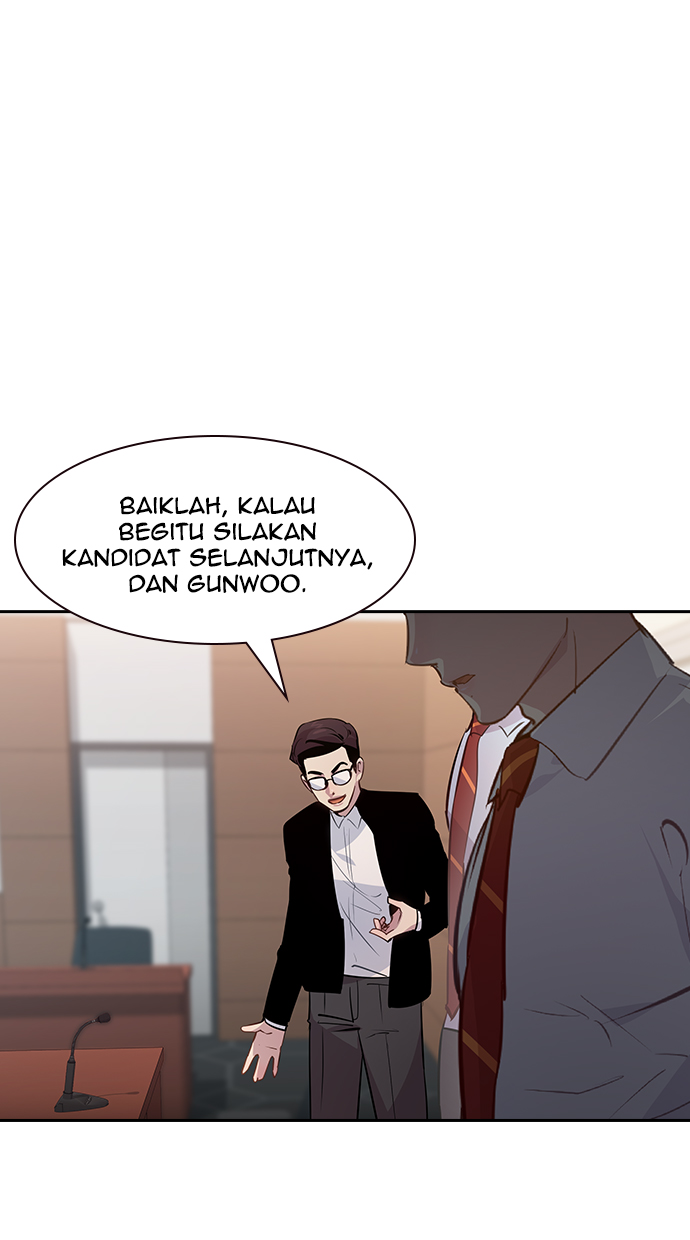 BAIKLAH, KALAU
BEGITU SILAKAN
KANDIDAT SELANJUTNYA,
DAN GUNWOO.